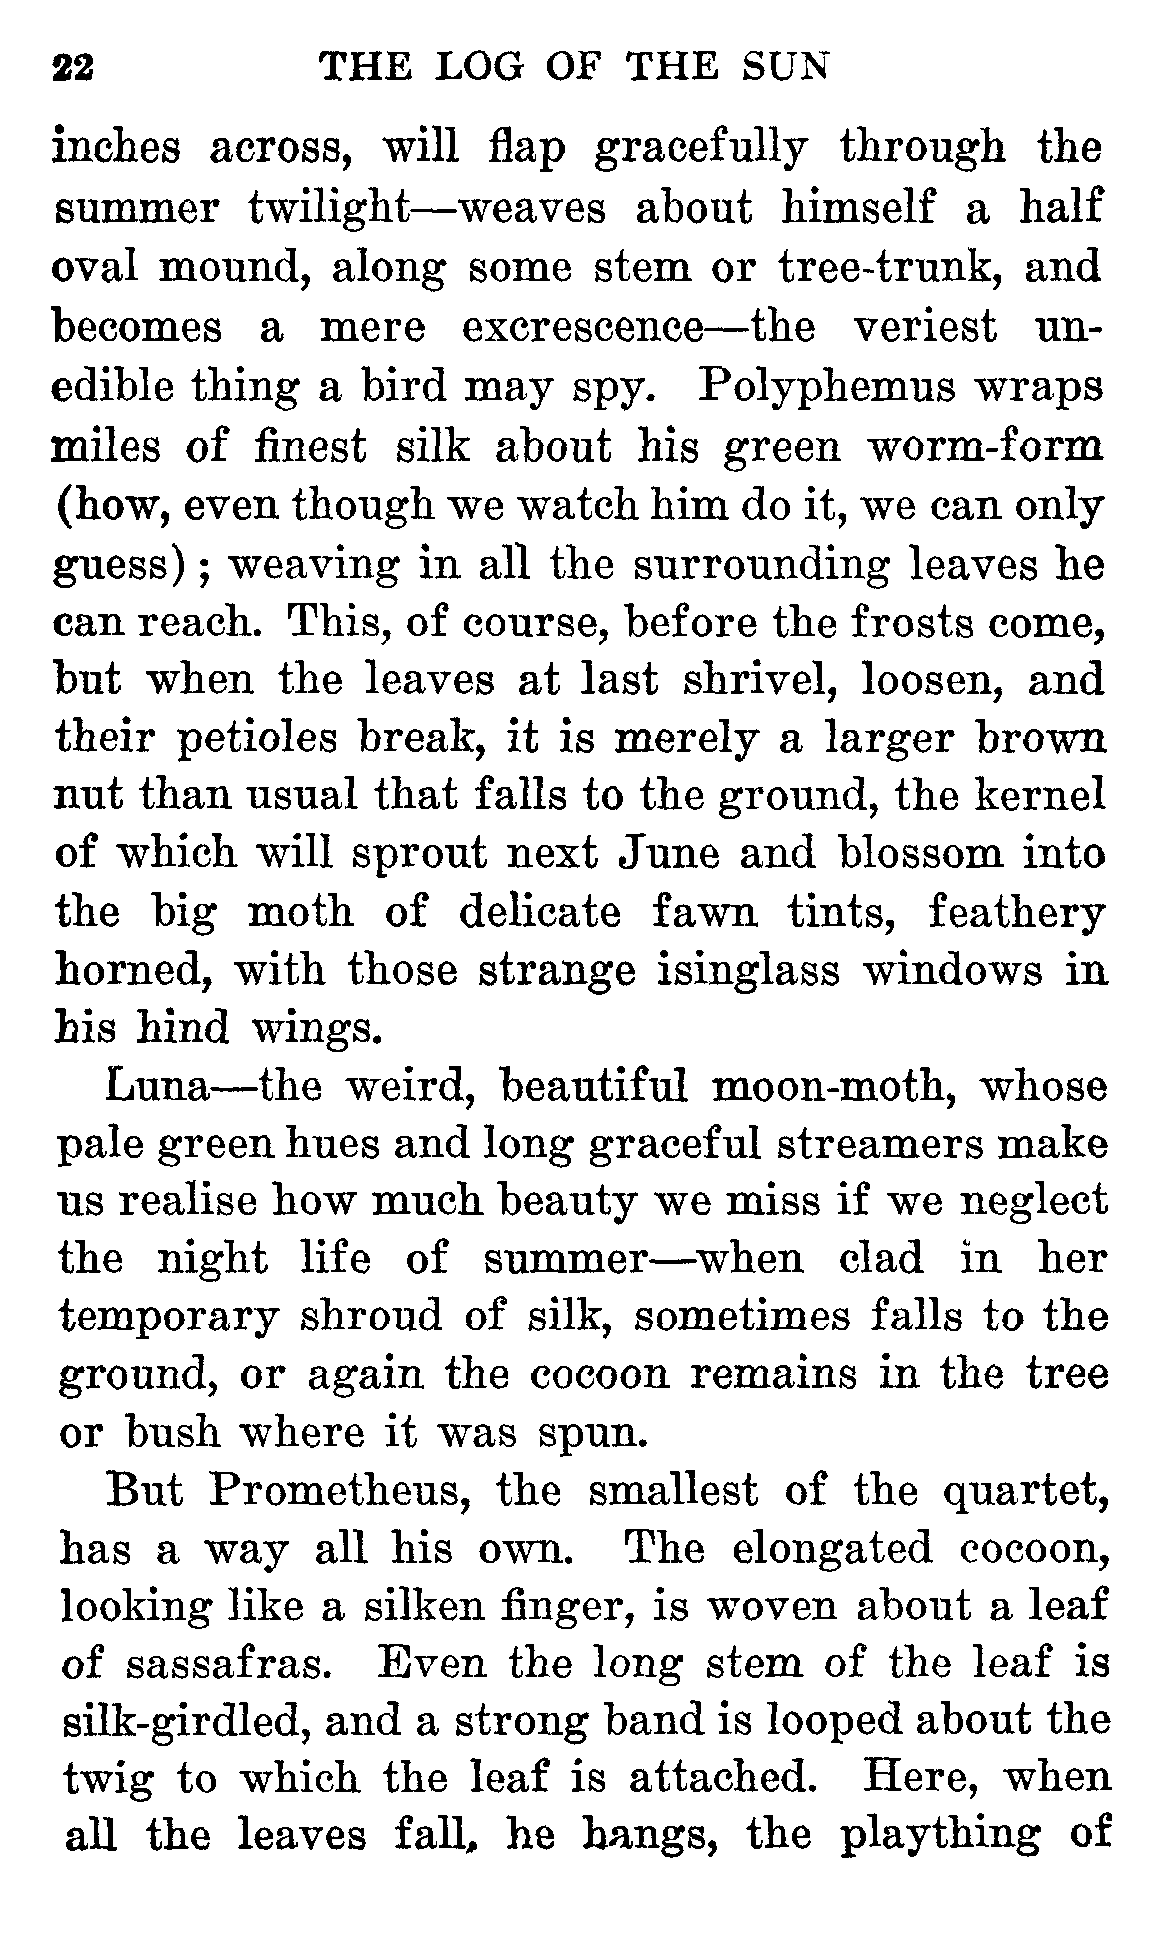 22 THE LOG OF THE SUN
inches across, will flap gracefully through the
summer twilight—weaves about himself a half
oval mound, along some stem or tree-trunk, and
becomes a mere excrescence—the veriest un-
edible thing a bird may spy. Polyphemus wraps
miles of finest silk about his green worm-form
(how, even though we watch him do it, we can only
guess) ; weaving in all the surrounding leaves he
can reach. This, of course, before the frosts come,
but when the leaves at last shrivel, loosen, and
their petioles break, it is merely a larger brown
nut than usual that falls to the ground, the kernel
of which will sprout next June and blossom into
the big moth of delicate fawn tints, feathery
horned, with those strange isinglass windows in
his hind wings.
Luna—the weird, beautiful moon-moth, whose
pale green hues and long graceful streamers make
us realise how much beauty we miss if we neglect
the night life of summer—when clad in her
temporary shroud of silk, sometimes falls to the
ground, or again the cocoon remains in the tree
or bush where it was spun.
But Prometheus, the smallest of the quartet,
has a way all his own. The elongated cocoon,
looking like a silken finger, is woven about a leaf
of sassafras. Even the long stem of the leaf is
silk-girdled, and a strong band is looped about the
twig to which the leaf is attached. Here, when
all the leaves fall, he hangs, the plaything of